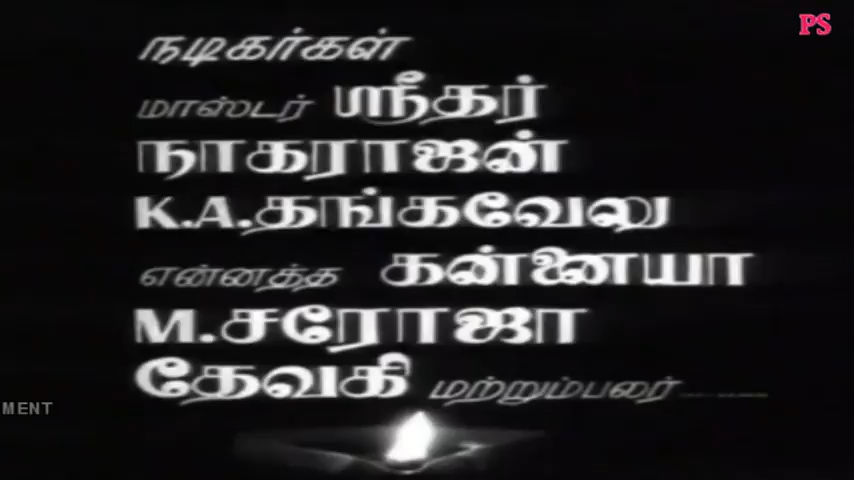 PS
நடிகர்கள்
மாஸ்டர் ஸ்ரீதர்
நாகராஜன்
K.A.தங்கவேலு
என்னத்த கன்னையா
M.சரோஜா
தேவகி மற்றும்பலர்......
MENT